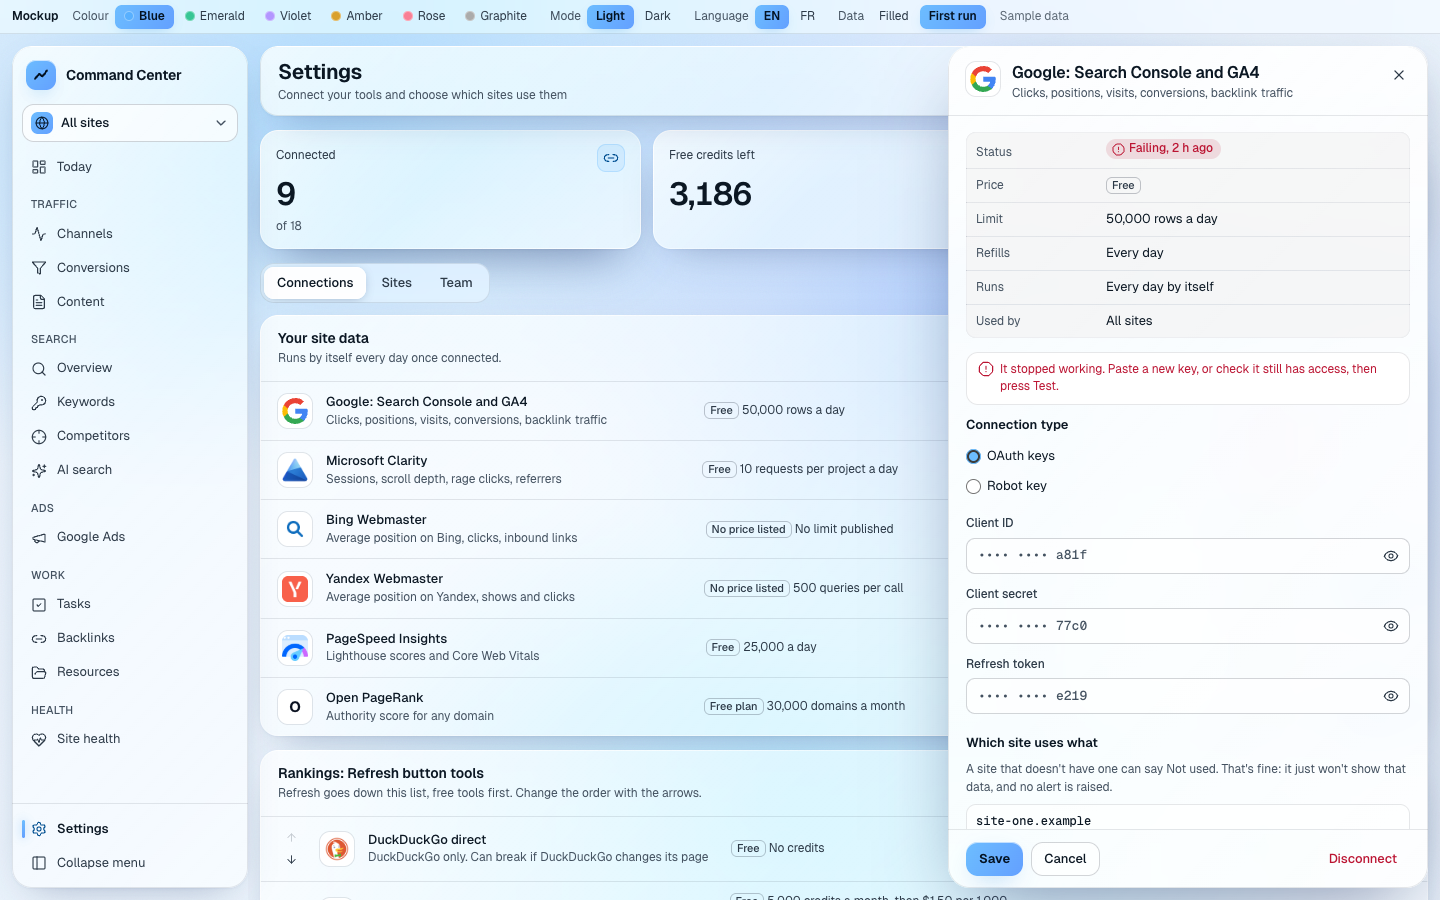 Mockup Colour Blue Emerald Violet Amber Rose Graphite Mode Light Dark Language EN FR Data Filled First run Sample data
Command Center
All sites
Today
TRAFFIC
Channels
Conversions
Content
SEARCH
Overview
Keywords
Competitors
AI search
ADS
Google Ads
WORK
Tasks
Backlinks
Resources
HEALTH
Site health
Settings
Collapse menu
Settings
Connect your tools and choose which sites use them
Connected
9
of 18
Free credits left
3,186
Connections Sites Team
Your site data
Runs by itself every day once connected.
Google: Search Console and GA4
Clicks, positions, visits, conversions, backlink traffic
Free 50,000 rows a day
Microsoft Clarity
Sessions, scroll depth, rage clicks, referrers
Free 10 requests per project a day
Bing Webmaster
Average position on Bing, clicks, inbound links
No price listed No limit published
Yandex Webmaster
Average position on Yandex, shows and clicks
No price listed 500 queries per call
PageSpeed Insights
Lighthouse scores and Core Web Vitals
Free 25,000 a day
O
Open PageRank
Authority score for any domain
Free plan 30,000 domains a month
Rankings: Refresh button tools
Refresh goes down this list, free tools first. Change the order with the arrows.
DuckDuckGo direct
DuckDuckGo only. Can break if DuckDuckGo changes its page
Free No credits
Free 5,000 credits a month, then $1.50 per 1,000
Google: Search Console and GA4
Clicks, positions, visits, conversions, backlink traffic
Status Failing, 2 h ago
Price Free
Limit 50,000 rows a day
Refills Every day
Runs Every day by itself
Used by All sites
It stopped working. Paste a new key, or check it still has access, then
press Test.
Connection type
OAuth keys
Robot key
Client ID
•••• •••• a81f
Client secret
•••• •••• 77c0
Refresh token
•••• •••• e219
Which site uses what
A site that doesn't have one can say Not used. That's fine: it just won't show that
data, and no alert is raised.
site-one.example
Save Cancel Disconnect